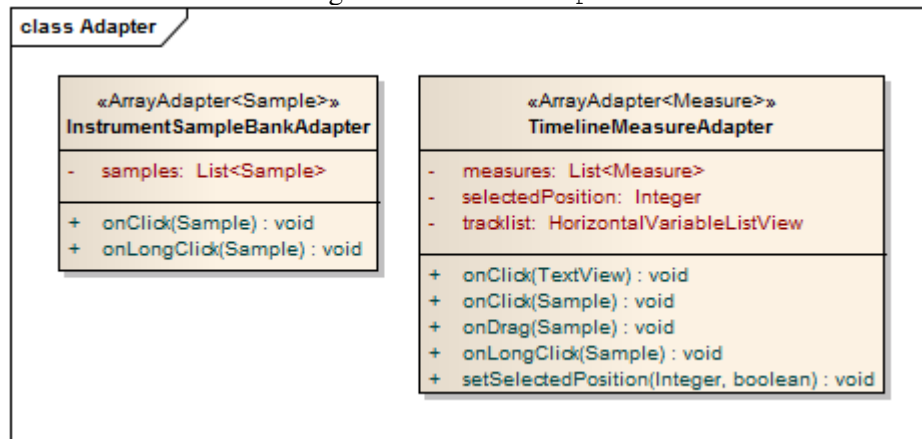 class Adapter
«ArrayAdapter<Sample>»
InstrumentSampleBankAdapter
- samples: List<Sample>
+ onClick(Sample) : void
+ onLongClick(Sample) : void
«ArrayAdapter<Measure>»
TimelineMeasureAdapter
- measures: List<Measure>
- selectedPosition: Integer
- tracklist: HorizontalVariableListView
+ onClick(TextView) : void
+ onClick(Sample) : void
+ onDrag(Sample) : void
+ onLongClick(Sample) : void
+ setSelectedPosition(Integer, boolean) : void